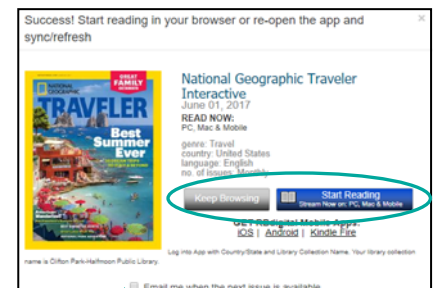 Success! Start reading in your browser or re-open the app and
sync/refresh
×
GREAT
FAMILY
TRAVELER
Best
Summer
Ever
National Geographic Traveler
Interactive
June 01, 2017
READ NOW:
PC, Mac & Mobile
genre: Travel
country: United States
language: English
no. of issues: Monthly
Keep Browsing
Start Reading
Stream Now on: PC, Mac & Mobile
GET RBdigital Mobile Apps:
iOS | Android | Kindle Fire
Log into App with Country/State and Library Collection Name. Your library collection
name is Clifton Park-Halfmoon Public Library
Email me when the next issue is available